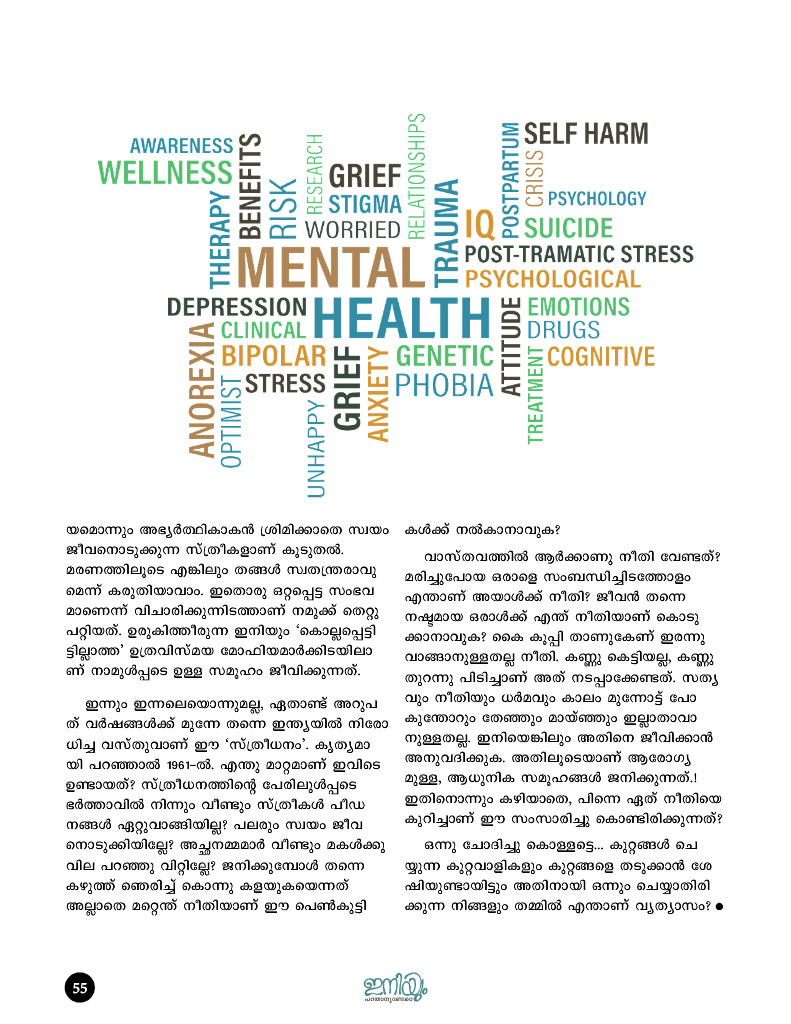 AWARENESS
WELLNESS
THERAPY
BENEFITS
RISK
RESEARCH
GRIEF
STIGMA
WORRIED
RELATIONSHIPS
MENTAL
TRAUMA
IQ
POSTPARTUM
SELF HARM
CRISIS
PSYCHOLOGY
SUICIDE
POST-TRAMATIC STRESS
PSYCHOLOGICAL
DEPRESSION
CLINICAL
HEALTH
ANOREXIA
BIPOLAR
OPTIMIST
STRESS
UNHAPPY
GRIEF
ANXIETY
GENETIC
PHOBIA
ATTITUDE
EMOTIONS
DRUGS
TREATMENT
COGNITIVE
യമൊന്നും അഭ്യർത്ഥികാകൻ ശ്രിമിക്കാതെ സ്വയം
ജീവനൊടുക്കുന്ന സ്ത്രീകളാണ് കൂടുതൽ.
മരണത്തിലൂടെ എങ്കിലും തങ്ങൾ സ്വതന്ത്രരാവു
മെന്ന് കരുതിയാവാം. ഇതൊരു ഒറ്റപ്പെട്ട സംഭവ
മാണെന്ന് വിചാരിക്കുന്നിടത്താണ് നമുക്ക് തെറ്റു
പറ്റിയത്. ഉരുകിത്തീരുന്ന ഇനിയും ‘കൊല്ലപ്പെട്ടി
ട്ടില്ലാത്ത’ ഉത്രവിസ്മയ മോഫിയമാർക്കിടയിലാ
ണ് നാമുൾപ്പടെ ഉള്ള സമൂഹം ജീവിക്കുന്നത്.
ഇന്നും ഇന്നലെയൊന്നുമല്ല, ഏതാണ്ട് അറുപ
ത് വർഷങ്ങൾക്ക് മുന്നേ തന്നെ ഇന്ത്യയിൽ നിരോ
ധിച്ച വസ്തുവാണ് ഈ ‘സ്ത്രീധനം’. കൃത്യമാ
യി പറഞ്ഞാൽ 1961-ൽ. എന്തു മാറ്റമാണ് ഇവിടെ
ഉണ്ടായത്? സ്ത്രീധനത്തിന്റെ പേരിലുൾപ്പടെ
ഭർത്താവിൽ നിന്നും വീണ്ടും സ്ത്രീകൾ പീഡ
നങ്ങൾ ഏറ്റുവാങ്ങിയില്ലേ? പലരും സ്വയം ജീവ
നൊടുക്കിയില്ലേ? അച്ഛനമ്മമാർ വീണ്ടും മകൾക്കു
വില പറഞ്ഞു വിറ്റില്ലേ? ജനിക്കുമ്പോൾ തന്നെ
കഴുത്ത് ഞെരിച്ച് കൊന്നു കളയുകയെന്നത്
അല്ലാതെ മറ്റെന്ത് നീതിയാണ് ഈ പെൺകുട്ടി
കൾക്ക് നൽകാനാവുക?
വാസ്തവത്തിൽ ആർക്കാണു നീതി വേണ്ടത്?
മരിച്ചുപോയ ഒരാളെ സംബന്ധിച്ചിടത്തോളം
എന്താണ് അയാൾക്ക് നീതി? ജീവൻ തന്നെ
നഷ്ടമായ ഒരാൾക്ക് എന്ത് നീതിയാണ് കൊടു
ക്കാനാവുക? കൈ കൂപ്പി താണുകേണ് ഇരന്നു
വാങ്ങാനുള്ളതല്ല നീതി. കണ്ണു കെട്ടിയല്ല, കണ്ണു
തുറന്നു പിടിച്ചാണ് അത് നടപ്പാക്കേണ്ടത്. സത്യ
വും നീതിയും ധർമവും കാലം മുന്നോട്ട് പോ
കുന്തോറും തേഞ്ഞും മായ്ഞ്ഞും ഇല്ലാതാവാ
നുള്ളതല്ല. ഇനിയെങ്കിലും അതിനെ ജീവിക്കാൻ
അനുവദിക്കുക. അതിലൂടെയാണ് ആരോഗ്യ
മുള്ള, ആധുനിക സമൂഹങ്ങൾ ജനിക്കുന്നത്.!
ഇതിനൊന്നും കഴിയാതെ, പിന്നെ ഏത് നീതിയെ
കുറിച്ചാണ് ഈ സംസാരിച്ചു കൊണ്ടിരിക്കുന്നത്?
ഒന്നു ചോദിച്ചു കൊള്ളട്ടെ... കുറ്റങ്ങൾ ചെ
യ്യുന്ന കുറ്റവാളികളും കുറ്റങ്ങളെ തടുക്കാൻ ശേ
ഷിയുണ്ടായിട്ടും അതിനായി ഒന്നും ചെയ്യാതിരി
ക്കുന്ന നിങ്ങളും തമ്മിൽ എന്താണ് വ്യത്യാസം? ●
55
ഇനിയും
പറയാനുണ്ടേറെ